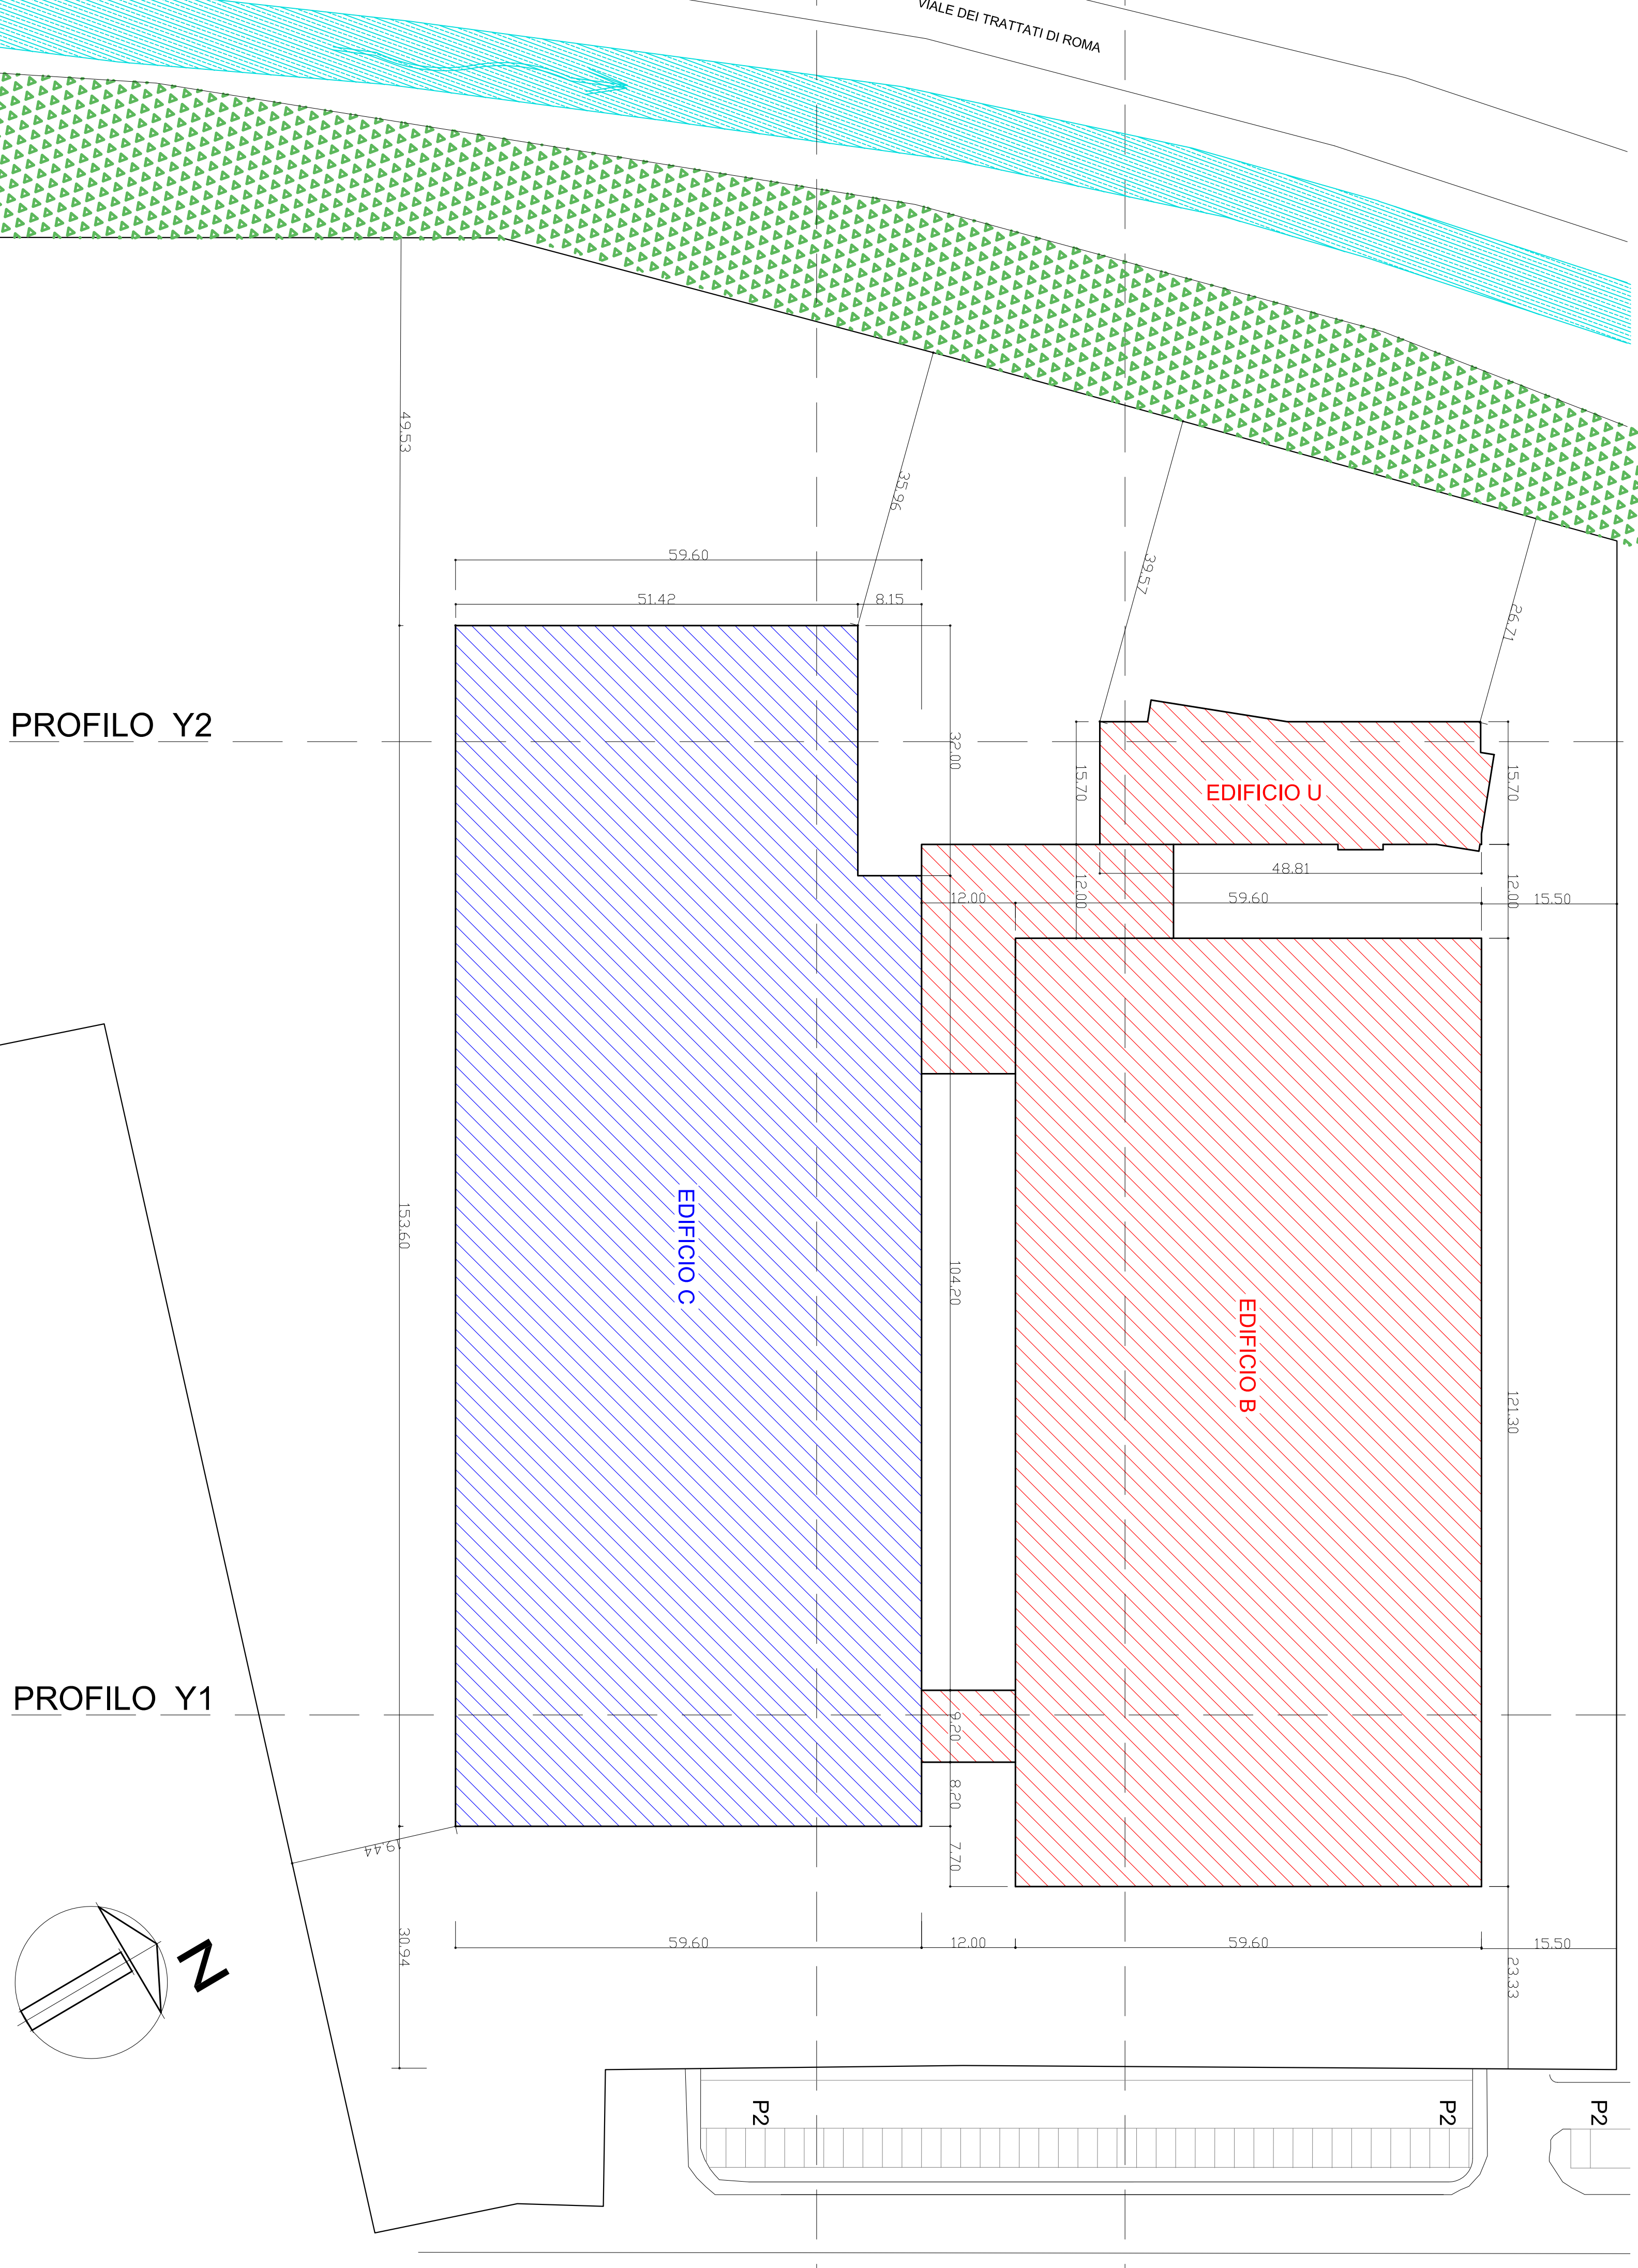 VIALE DEI TRATTATI DI ROMA
49.53
35.96
39.57
59.60
51.42
8.15
26.71
PROFILO Y2
32.00
15.70
EDIFICIO U
15.70
48.81
12.00
12.00
59.60
12.00
15.50
153.60
EDIFICIO C
104.20
EDIFICIO B
121.30
PROFILO Y1
9.20
8.20
19.44
7.70
N
30.94
59.60
12.00
59.60
15.50
23.33
P2
P2
P2